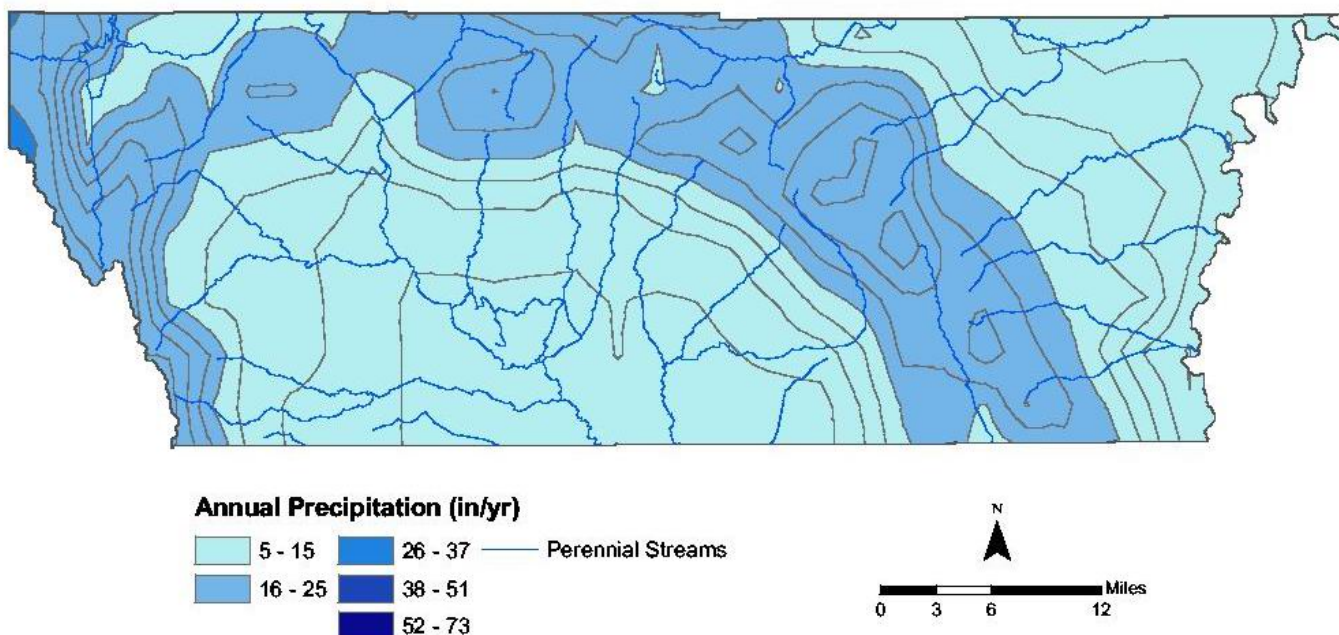 Annual Precipitation (in/yr)
5 - 15
26 - 37
Perennial Streams
16 - 25
38 - 51
52 - 73
N
Miles
0 3 6 12